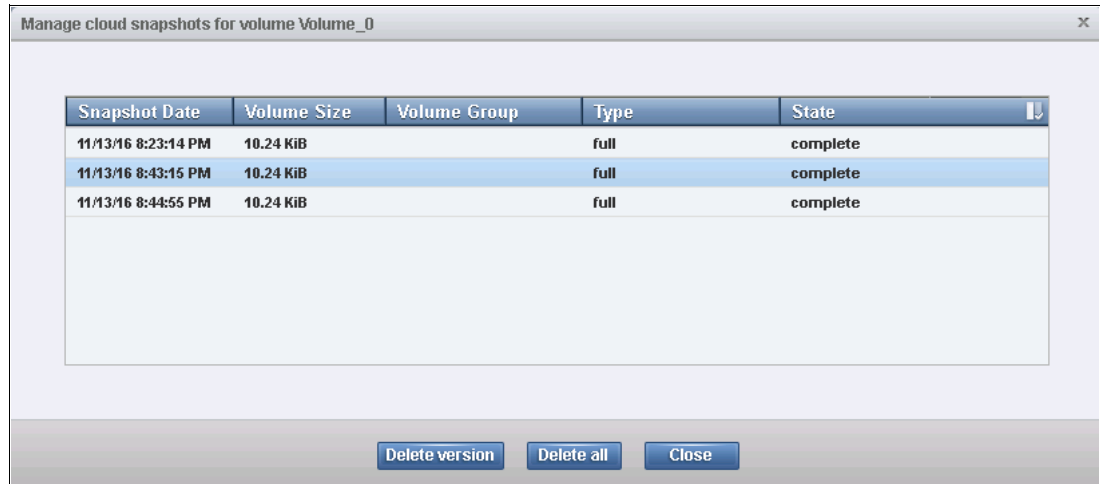 Manage cloud snapshots for volume Volume_0 x
Snapshot Date Volume Size Volume Group Type State
11/13/16 8:23:14 PM 10.24 KiB full complete
11/13/16 8:43:15 PM 10.24 KiB full complete
11/13/16 8:44:55 PM 10.24 KiB full complete
Delete version Delete all Close